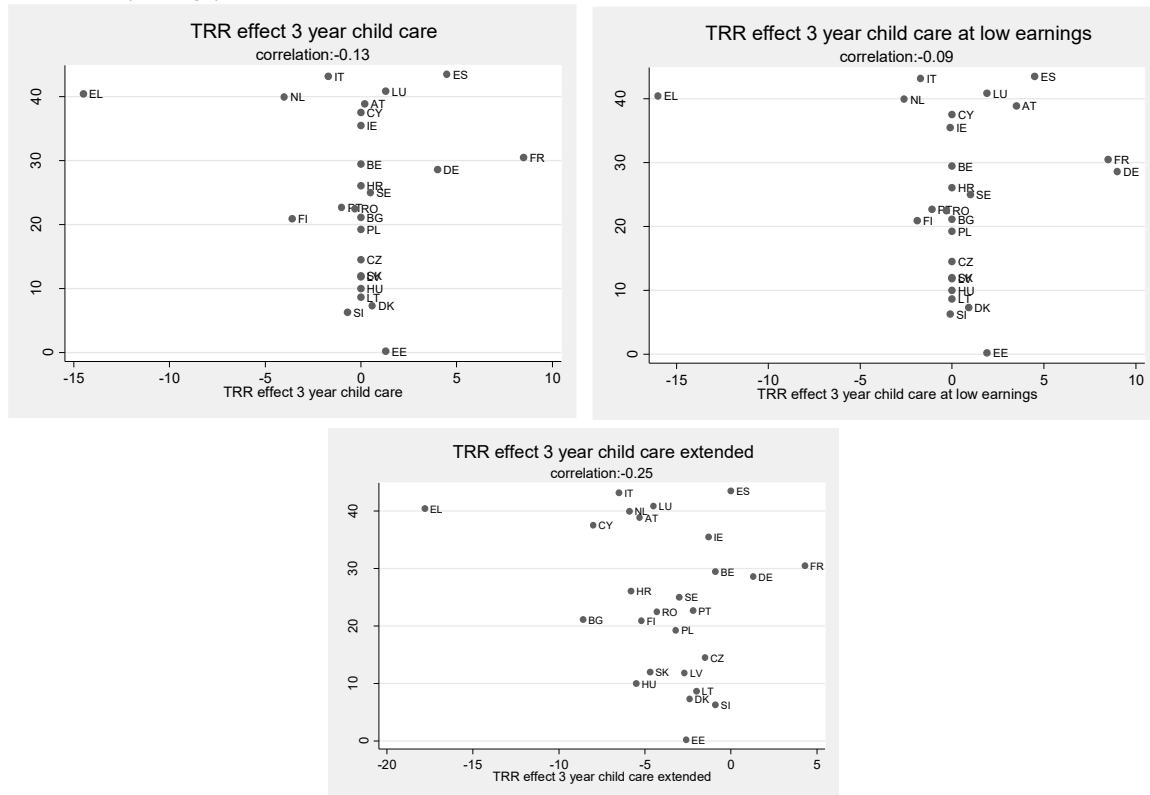 TRR effect 3 year child care
correlation:-0.13
IT
ES
EL
NL
LU
40
AT
CY
IE
FR
30
BE
DE
HR
SE
PT
RO
FI
BG
20
PL
CZ
SK
LV
10
HU
LT
DK
SI
EE
0
-15 -10 -5 0 5 10
TRR effect 3 year child care
TRR effect 3 year child care at low earnings
correlation:-0.09
IT
ES
EL
NL
LU
40
AT
CY
IE
FR
30
BE
DE
HR
SE
PT
RO
FI
BG
20
PL
CZ
SK
LV
10
HU
LT
DK
SI
EE
0
-15 -10 -5 0 5 10
TRR effect 3 year child care at low earnings
TRR effect 3 year child care extended
correlation:-0.25
IT
ES
EL
NL
LU
40
AT
CY
IE
FR
30
BE
DE
HR
SE
RO
PT
BG
FI
20
PL
CZ
SK
LV
10
HU
LT
DK
SI
EE
0
-20 -15 -10 -5 0 5
TRR effect 3 year child care extended